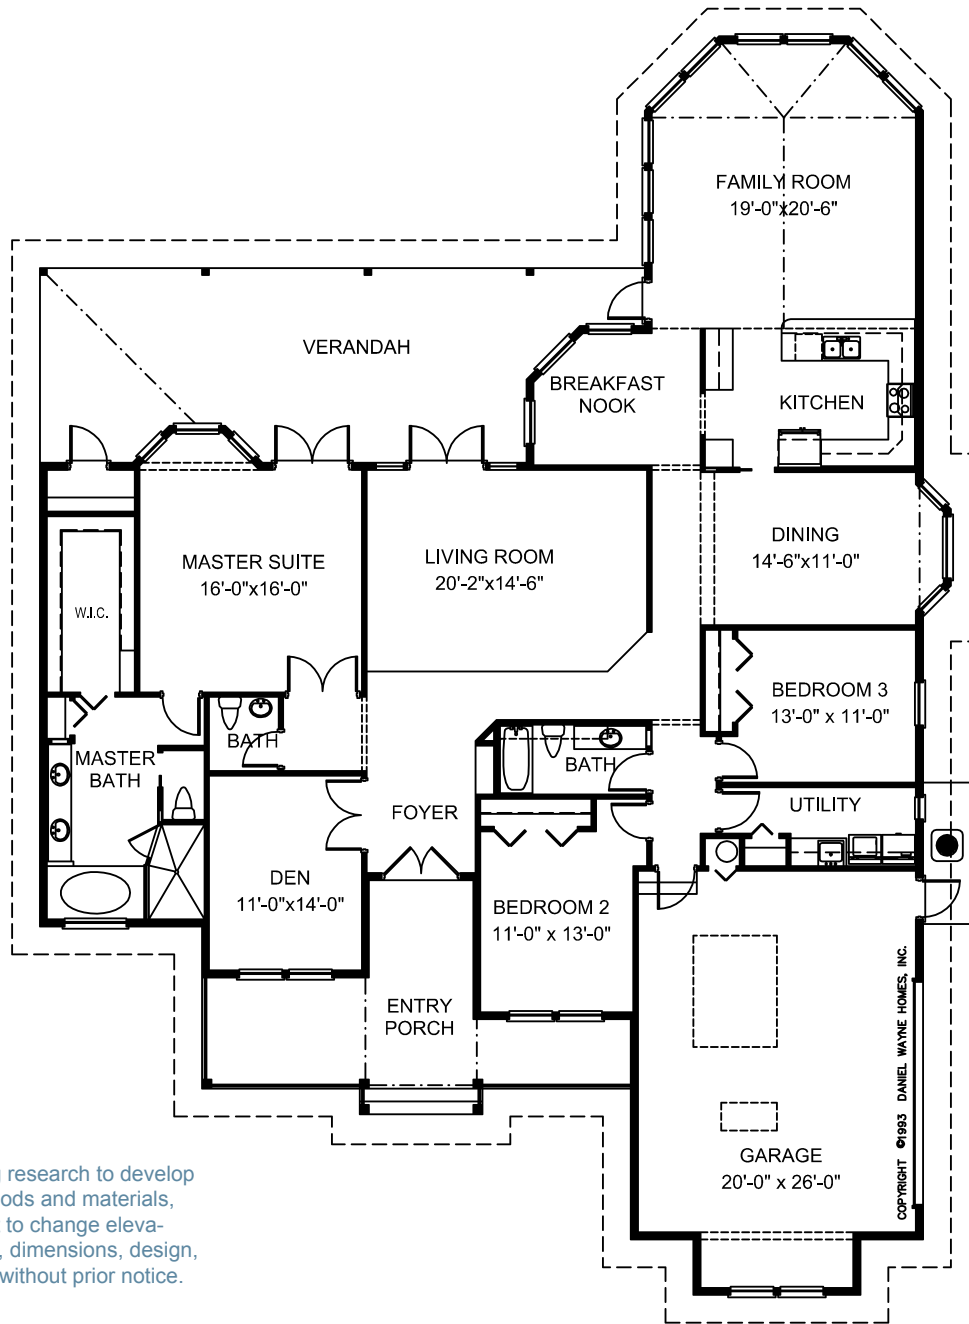 FAMILY ROOM
19'-0"x20'-6"
VERANDAH
BREAKFAST
NOOK
KITCHEN
MASTER SUITE
16'-0"x16'-0"
LIVING ROOM
20'-2"x14'-6"
DINING
14'-6"x11'-0"
W.I.C.
BEDROOM 3
13'-0" x 11'-0"
BATH
MASTER
BATH
BATH
FOYER
UTILITY
DEN
11'-0"x14'-0"
BEDROOM 2
11'-0" x 13'-0"
ENTRY
PORCH
COPYRIGHT ©1993 DANIEL WAYNE HOMES, INC.
GARAGE
20'-0" x 26'-0"
research to develop
ods and materials,
to change eleva-
, dimensions, design,
without prior notice.